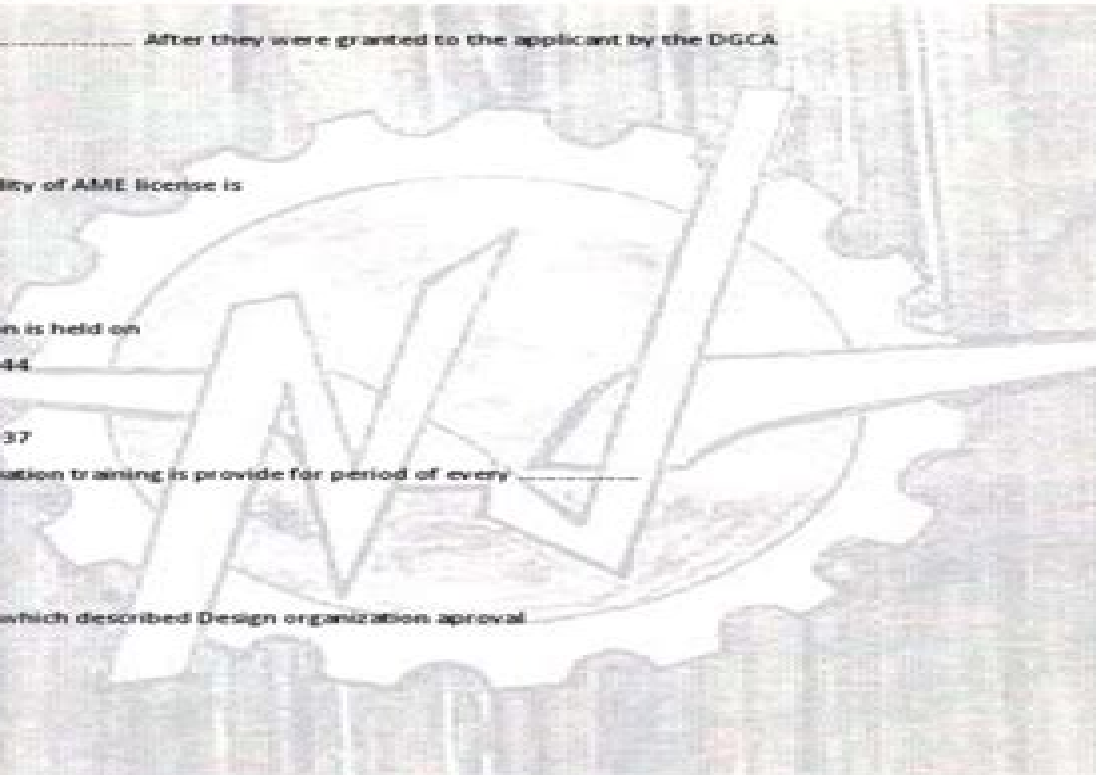 ............................ After they were granted to the applicant by the DGCA
lity of AME license is
n is held on
44
37
iation training is provide for period of every ......................
which described Design organization aproval